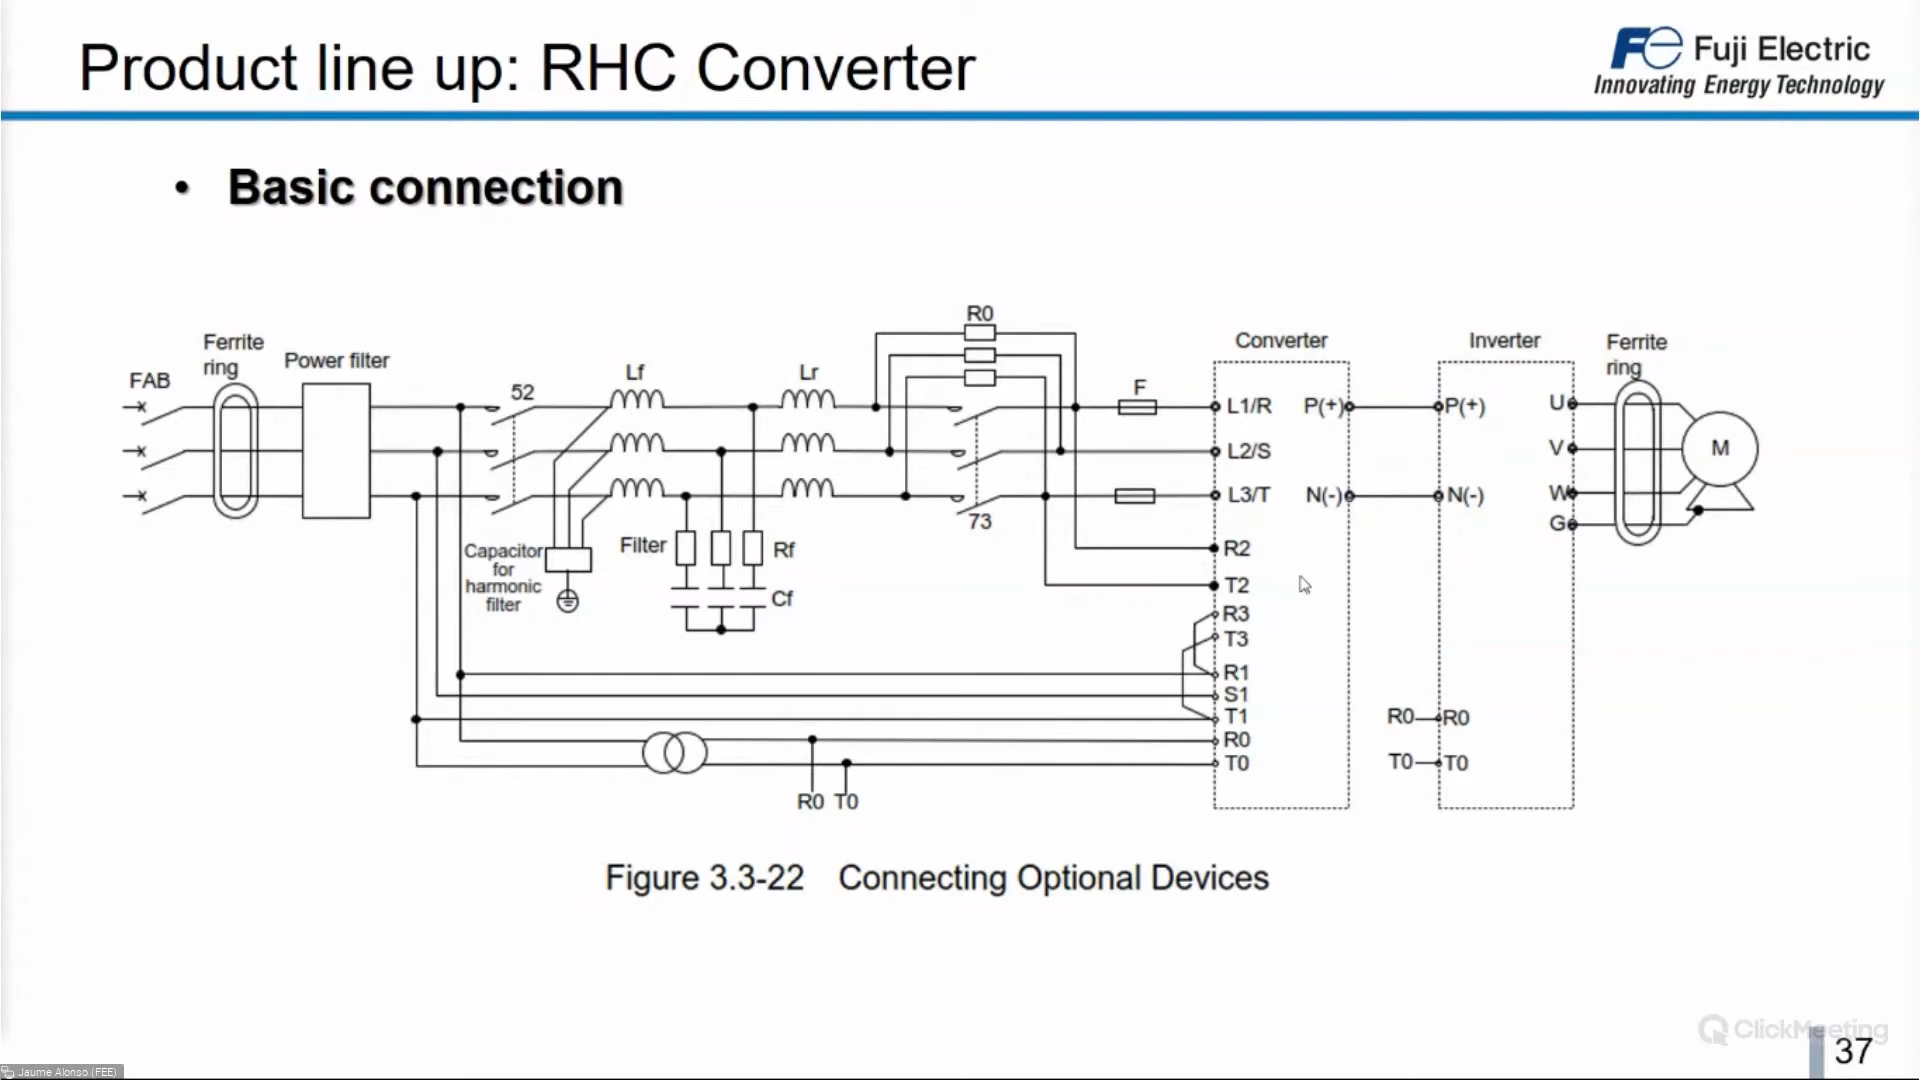 Product line up: RHC Converter
Fe Fuji Electric
Innovating Energy Technology
• Basic connection
R0
Ferrite
ring
Power filter
Converter
Inverter
Ferrite
ring
FAB
52
Lf
Lr
F
L1/R
P(+)
P(+)
U
L2/S
V
M
L3/T
N(-)
N(-)
W
G
73
Capacitor
for
harmonic
filter
Filter
Rf
Cf
R2
T2
R3
T3
R1
S1
T1
R0
T0
R0
R0
T0
T0
R0 T0
Figure 3.3-22 Connecting Optional Devices
ClickMeeting
37
Jaume Alonso (FEE)